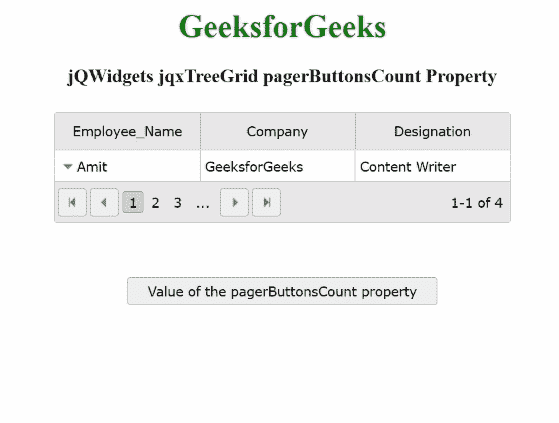 GeeksforGeeks
jQWidgets jqxTreeGrid pagerButtonsCount Property
Employee_Name Company Designation
Amit GeeksforGeeks Content Writer
1 2 3 ... 1-1 of 4
Value of the pagerButtonsCount property